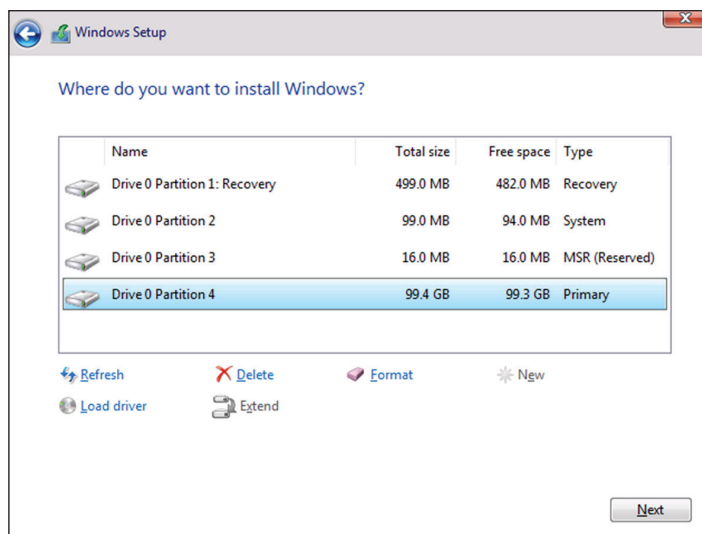 Windows Setup
Where do you want to install Windows?
Name Total size Free space Type
Drive 0 Partition 1: Recovery 499.0 MB 482.0 MB Recovery
Drive 0 Partition 2 99.0 MB 94.0 MB System
Drive 0 Partition 3 16.0 MB 16.0 MB MSR (Reserved)
Drive 0 Partition 4 99.4 GB 99.3 GB Primary
Refresh Delete Format New
Load driver Extend
Next